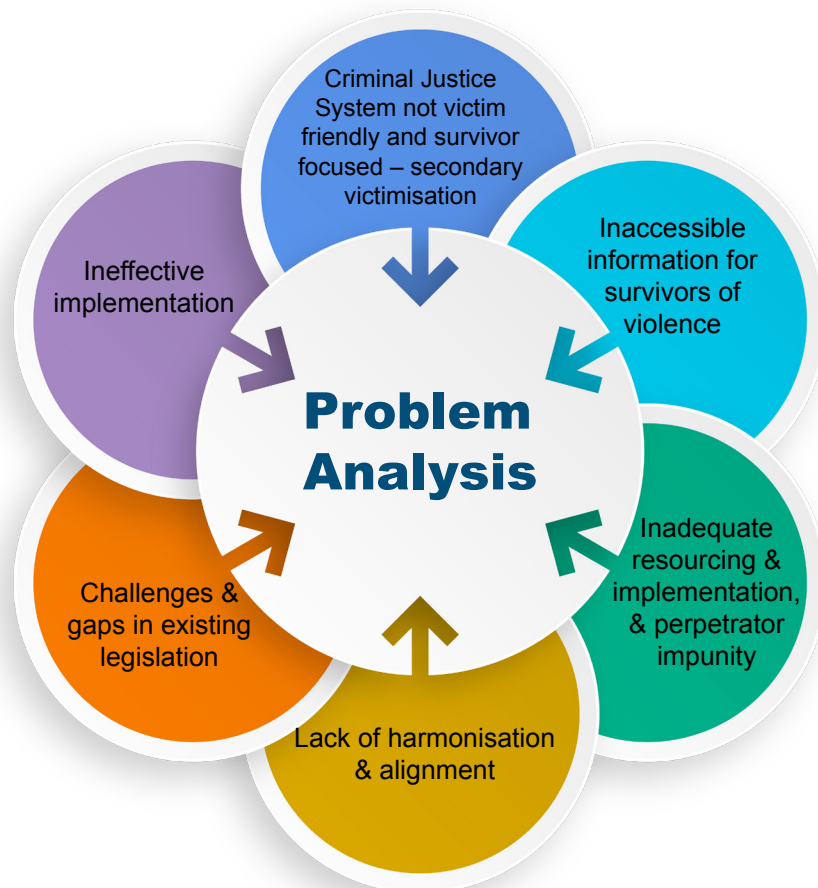 Criminal Justice
System not victim
friendly and survivor
focused – secondary
victimisation
Inaccessible
information for
survivors of
violence
Inadequate
resourcing &
implementation,
& perpetrator
impunity
Lack of harmonisation
& alignment
Challenges &
gaps in existing
legislation
Ineffective
implementation
Problem
Analysis